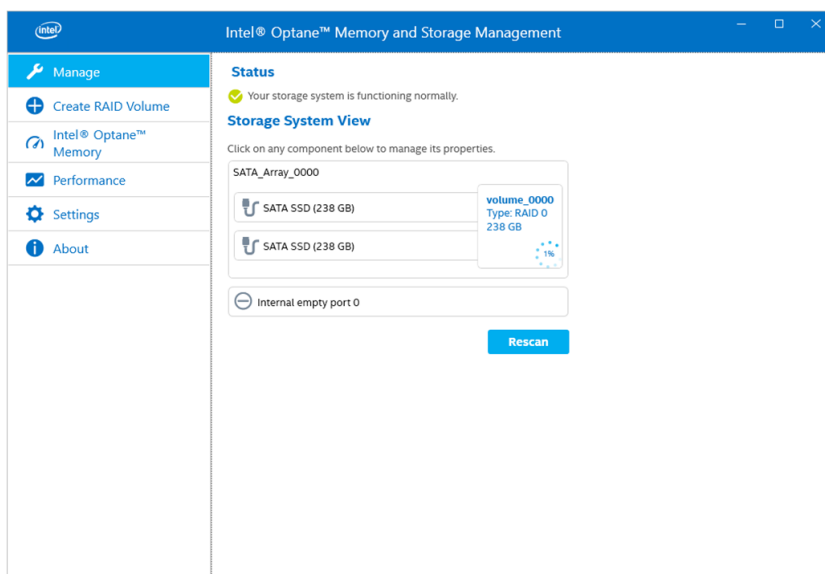 intel
Intel® Optane™ Memory and Storage Management
Manage
Create RAID Volume
Intel® Optane™
Memory
Performance
Settings
About
Status
Your storage system is functioning normally.
Storage System View
Click on any component below to manage its properties.
SATA_Array_0000
SATA SSD (238 GB)
SATA SSD (238 GB)
volume_0000
Type: RAID 0
238 GB
1%
Internal empty port 0
Rescan